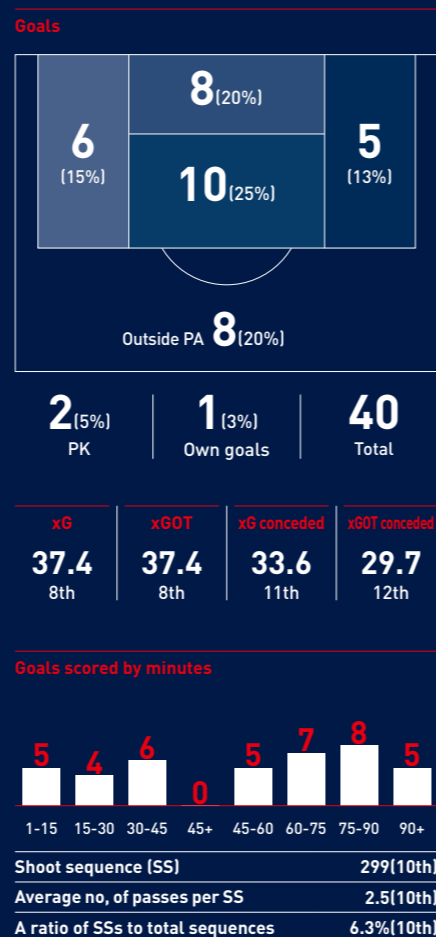 Goals
8(20%)
6
(15%)
5
(13%)
10(25%)
Outside PA 8(20%)
2(5%) 1(3%) 40
PK Own goals Total
xG xGOT xG conceded xGOT conceded
37.4 37.4 33.6 29.7
8th 8th 11th 12th
Goals scored by minutes
5 4 6 0 5 7 8 5
1-15 15-30 30-45 45+ 45-60 60-75 75-90 90+
Shoot sequence (SS) 299(10th)
Average no, of passes per SS 2.5(10th)
A ratio of SSs to total sequences 6.3%(10th)